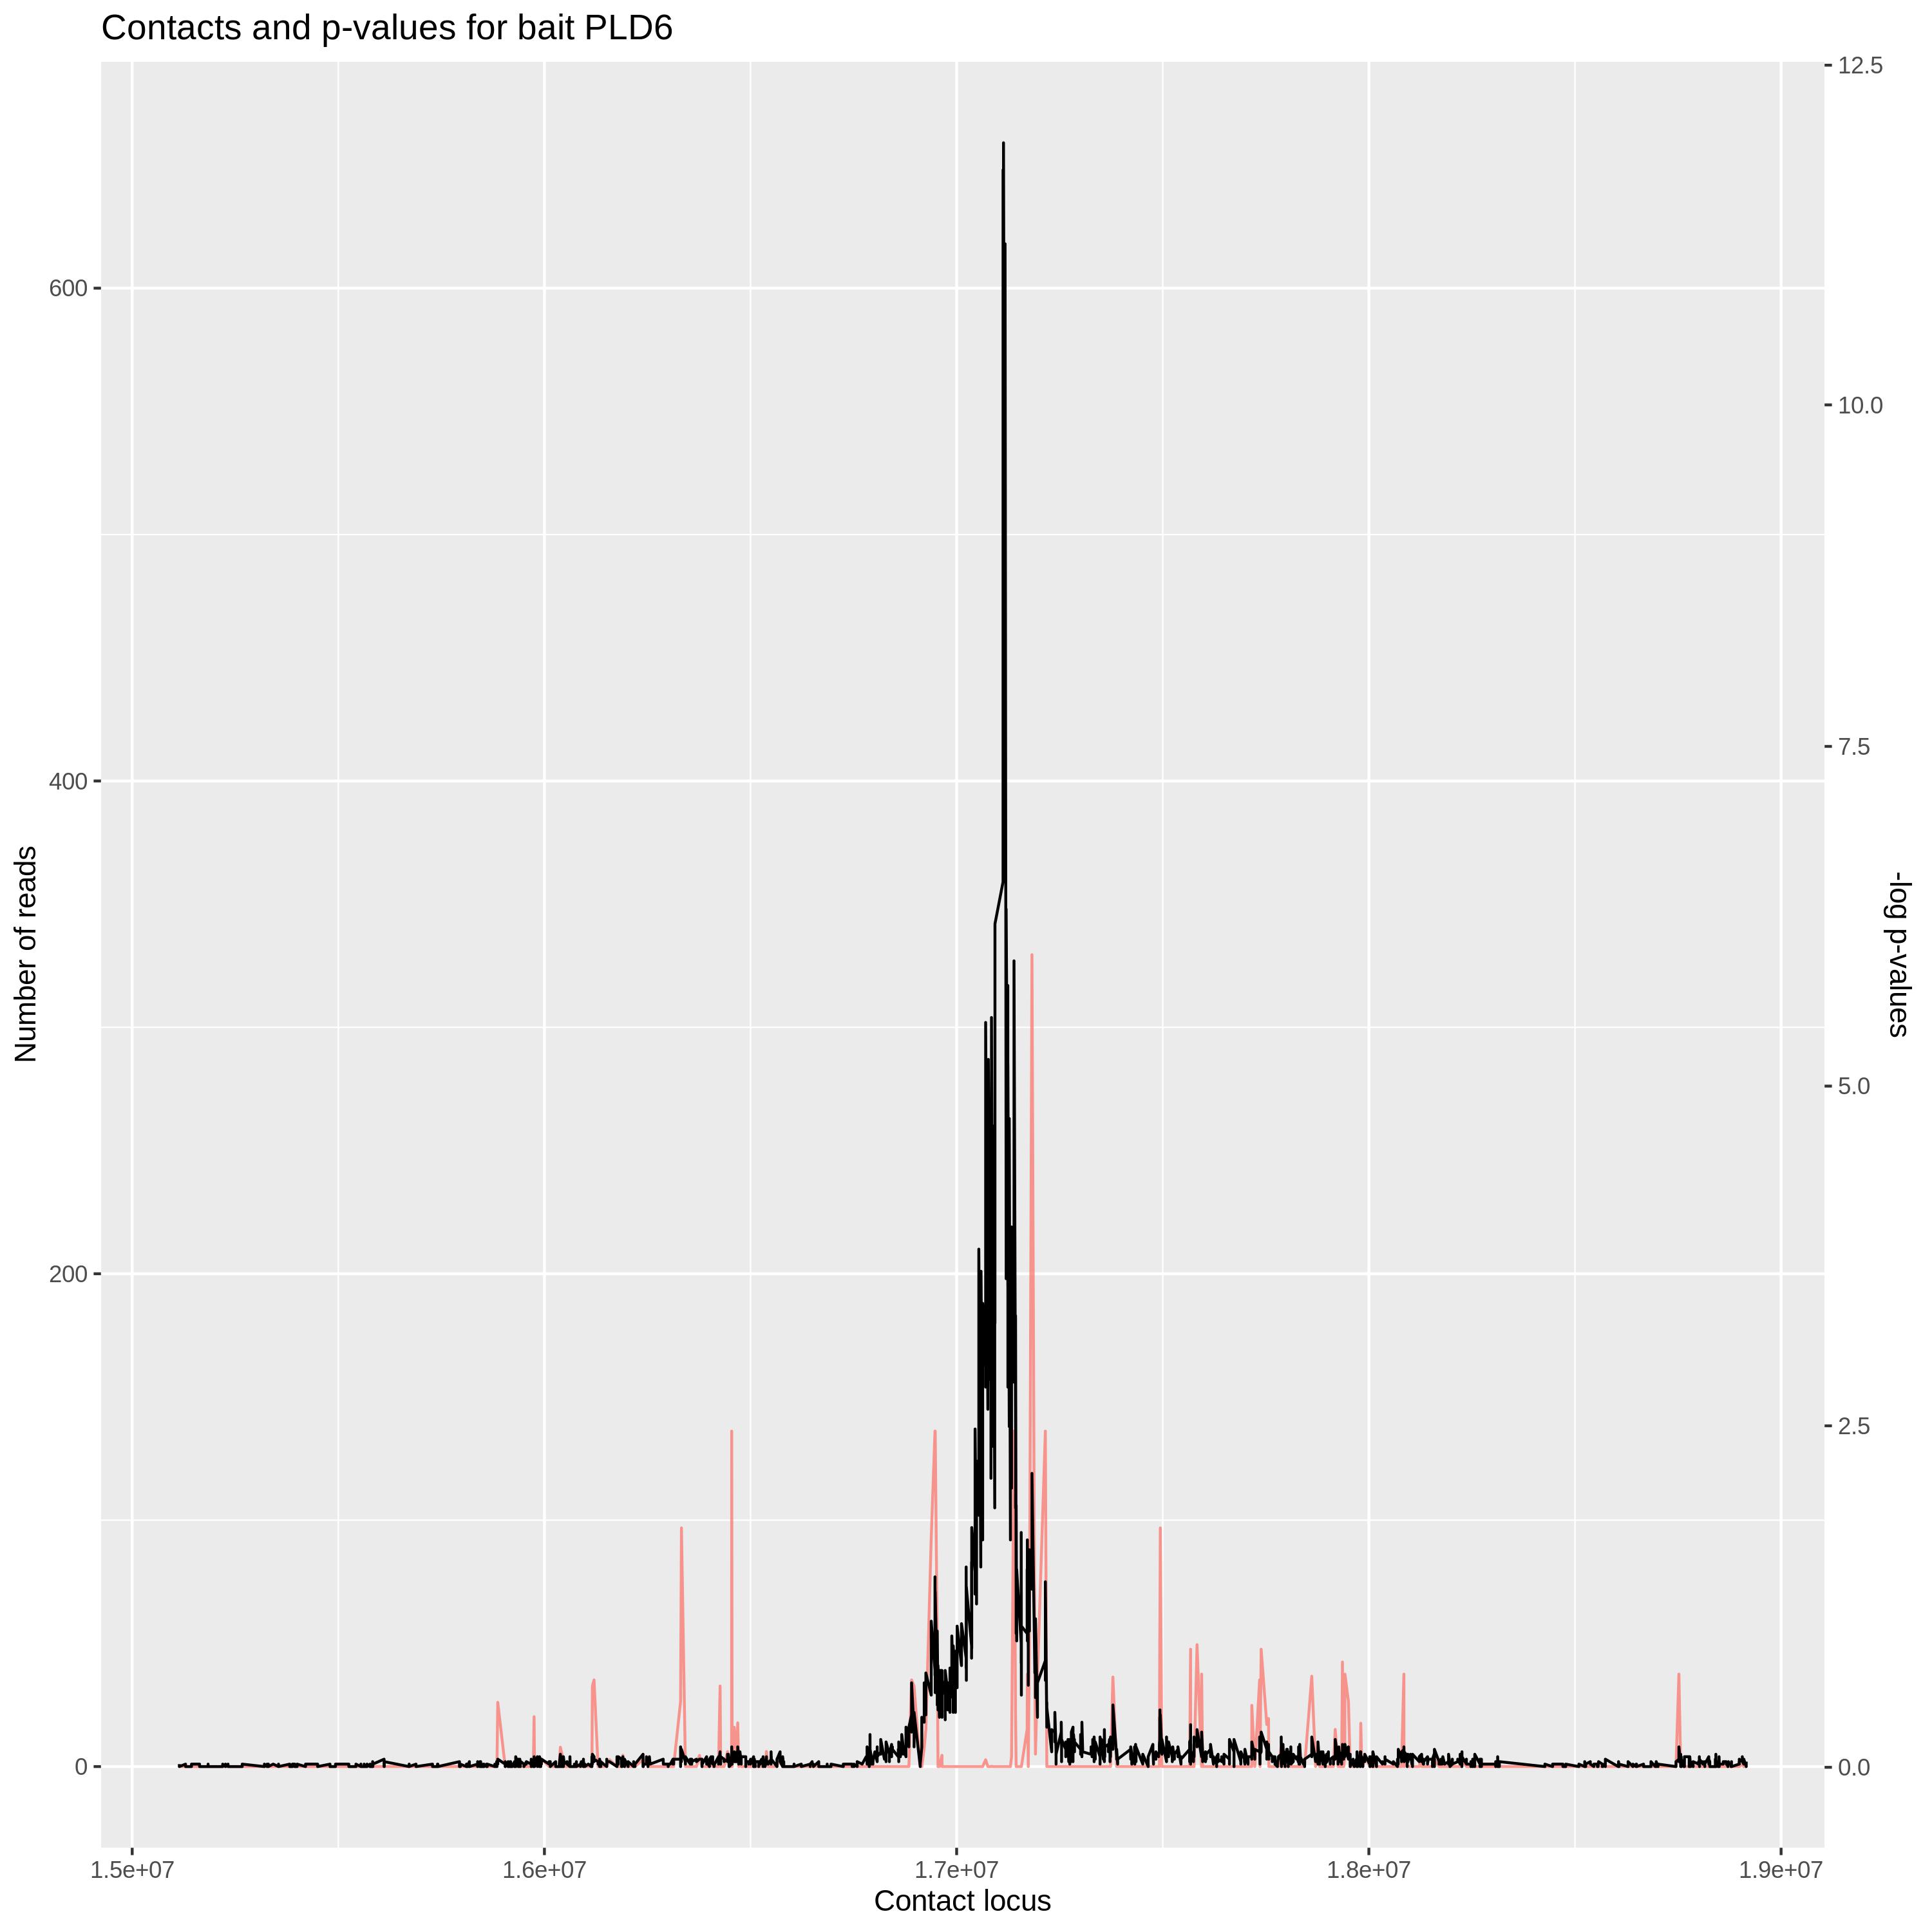 Contacts and p-values for bait PLD6
12.5
10.0
7.5
5.0
2.5
0.0
600
400
200
0
Number of reads
-log p-values
1.5e+07
1.6e+07
1.7e+07
1.8e+07
1.9e+07
Contact locus